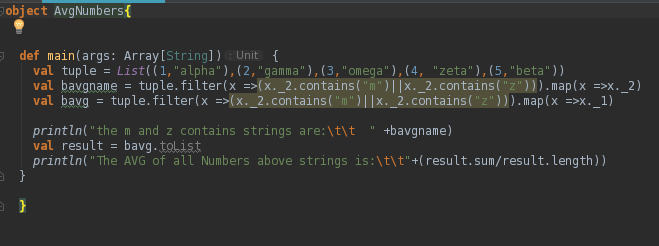 object AvgNumbers{
def main(args: Array[String]) : Unit {
val tuple = List((1,"alpha"),(2,"gamma"),(3,"omega"),(4, "zeta"),(5,"beta"))
val bavgname = tuple.filter(x =>(x._2.contains("m")||x._2.contains("z"))).map(x =>x._2)
val bavg = tuple.filter(x =>(x._2.contains("m")||x._2.contains("z"))).map(x =>x._1)
println("the m and z contains strings are:\t\t  " +bavgname)
val result = bavg.toList
println("The AVG of all Numbers above strings is:\t\t"+(result.sum/result.length))
}
}